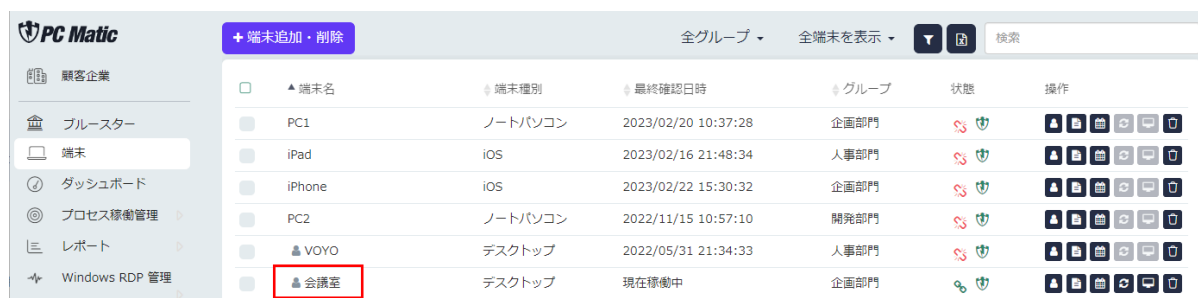 PC Matic
+ 端末追加・削除 全グループ 全端末を表示 検索
顧客企業
ブルースター
端末
ダッシュボード
プロセス稼働管理
レポート
Windows RDP 管理
端末名 端末種別 最終確認日時 グループ 状態 操作
PC1 ノートパソコン 2023/02/20 10:37:28 企画部門
iPad iOS 2023/02/16 21:48:34 人事部門
iPhone iOS 2023/02/22 15:30:32 企画部門
PC2 ノートパソコン 2022/11/15 10:57:10 開発部門
VOYO デスクトップ 2022/05/31 21:34:33 人事部門
会議室 デスクトップ 現在稼働中 企画部門